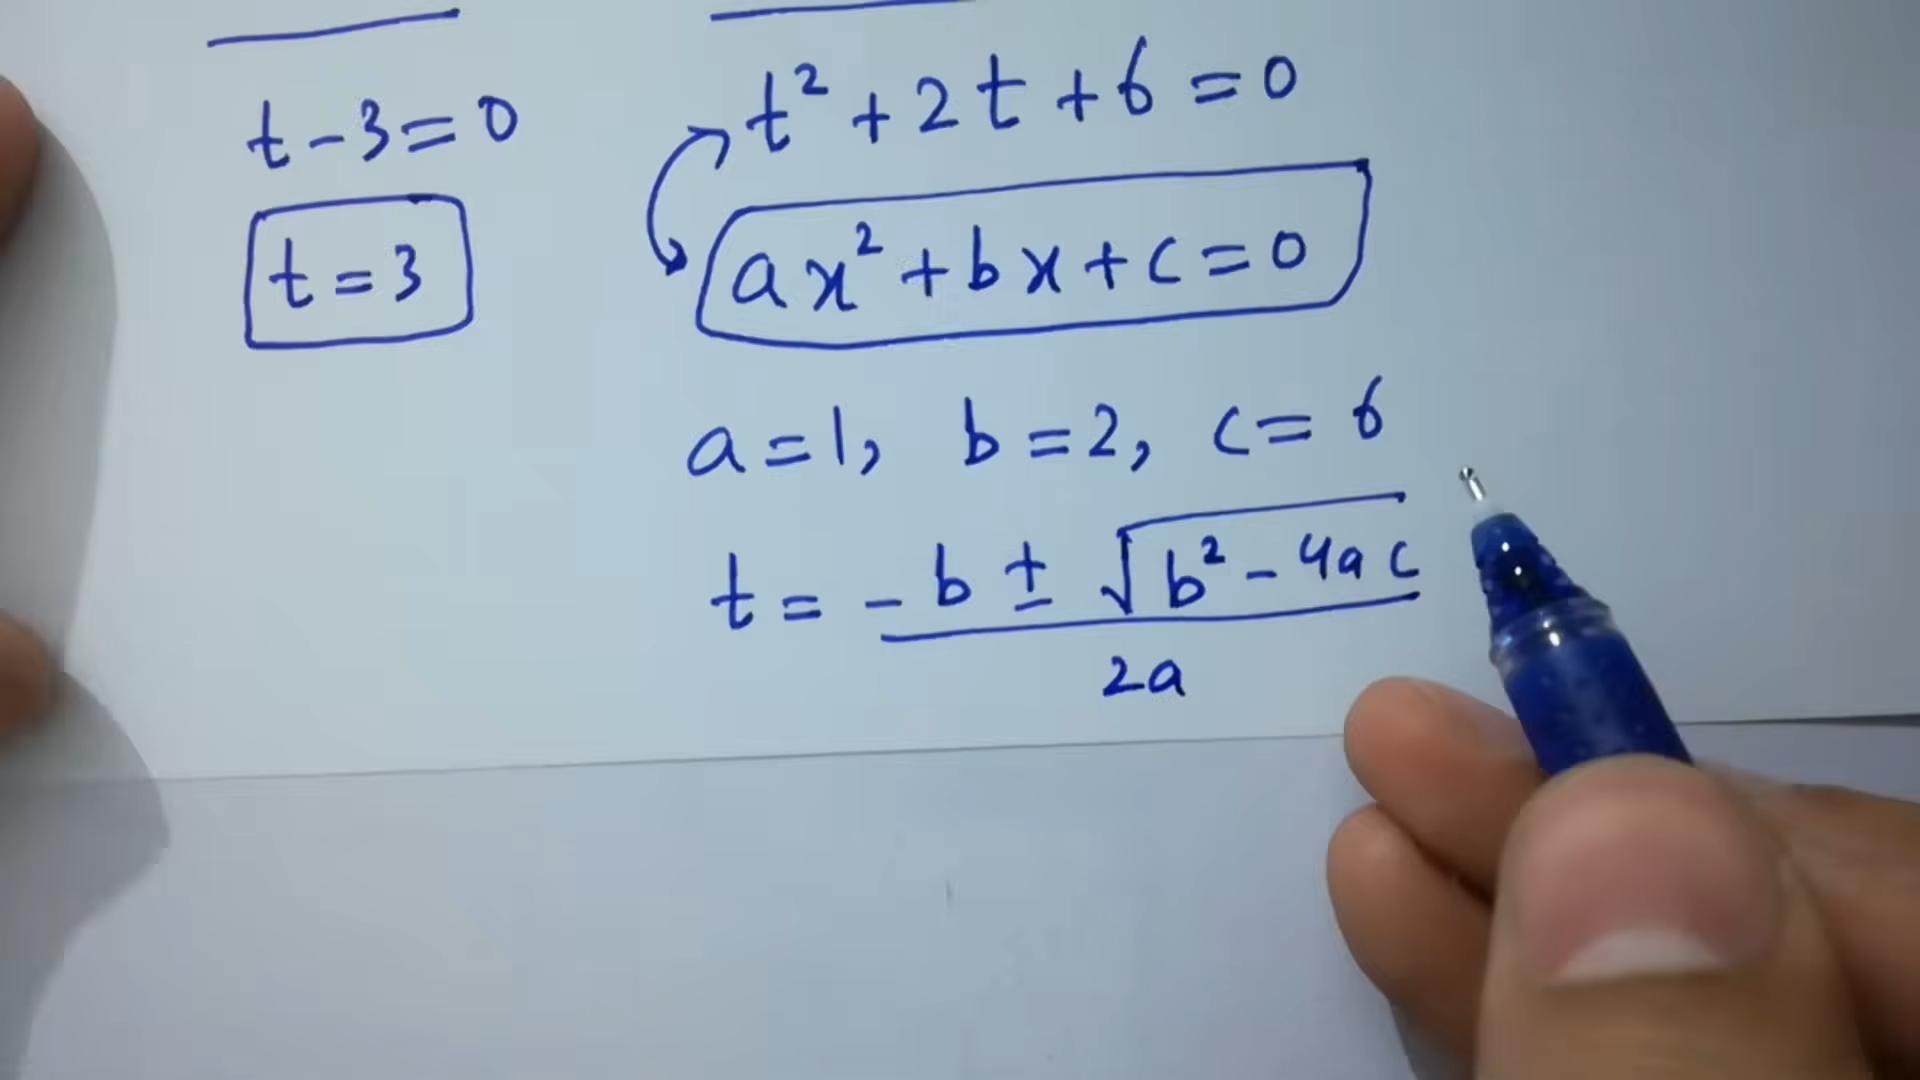 t - 3 = 0
t = 3
t² + 2t + 6 = 0
ax² + bx + c = 0
a = 1, b = 2, c = 6
t = -b ± √b² - 4ac
2a